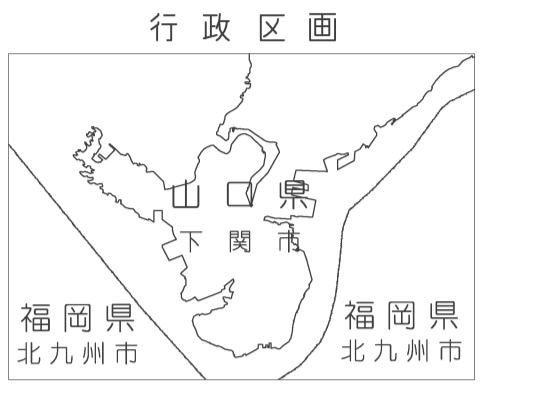 行政区画
山口県
下関市
福岡県
北九州市
福岡県
北九州市